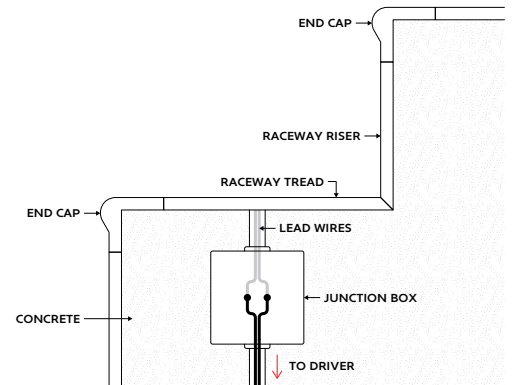 END CAP
RACEWAY RISER
RACEWAY TREAD
END CAP
LEAD WIRES
JUNCTION BOX
CONCRETE
TO DRIVER